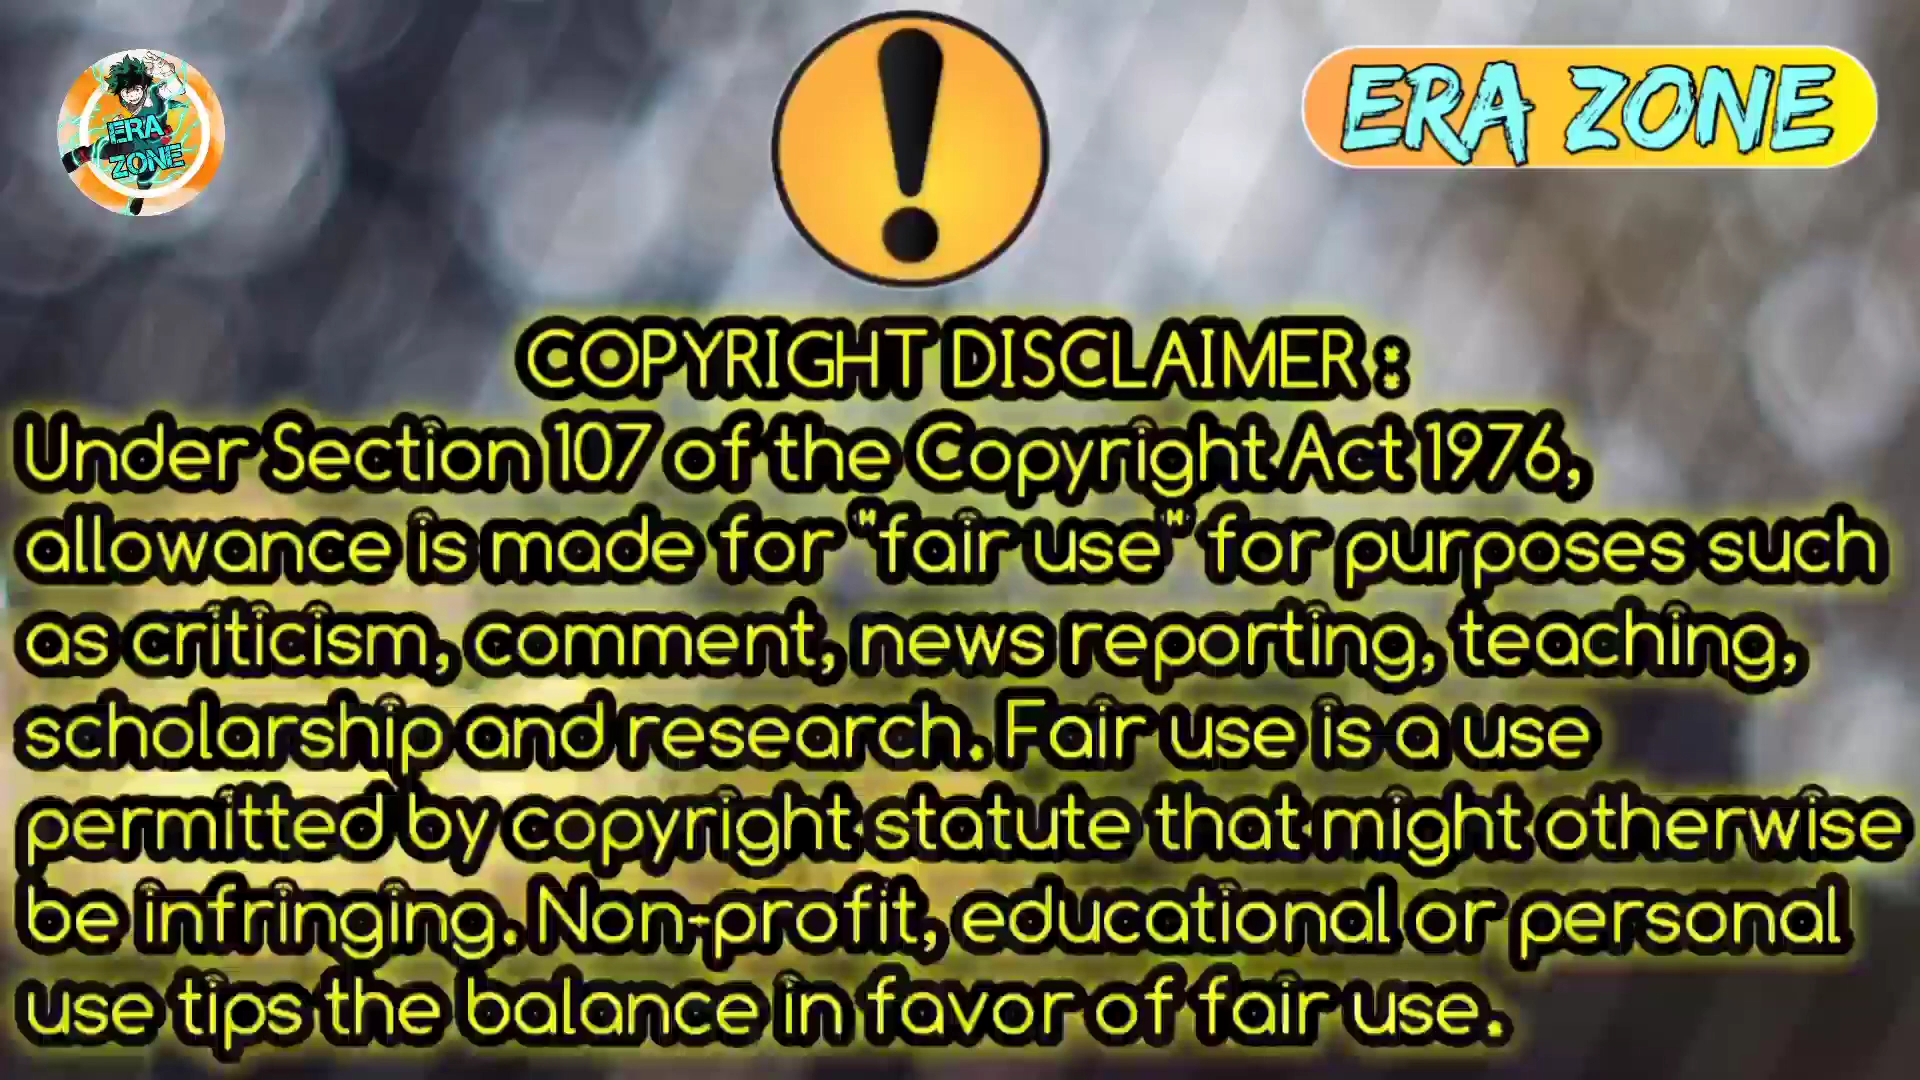 ERA
ZONE
ERA ZONE
COPYRIGHT DISCLAIMER :
Under Section 107 of the Copyright Act 1976,
allowance is made for "fair use" for purposes such
as criticism, comment, news reporting, teaching,
scholarship and research. Fair use is a use
permitted by copyright statute that might otherwise
be infringing. Non-profit, educational or personal
use tips the balance in favor of fair use.